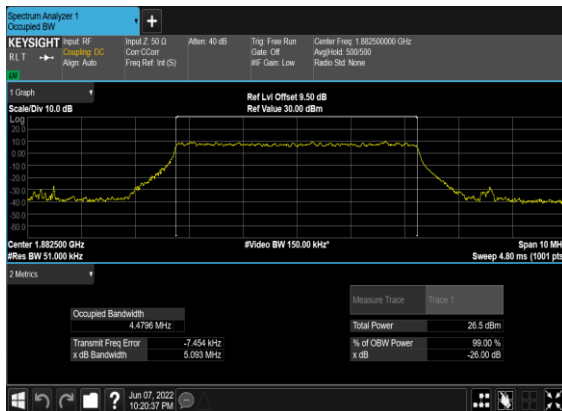 Spectrum Analyzer 1
Occupied BW
KEYSIGHT
RLT
Input: RF
Coupling: DC
Align: Auto
Input Z: 50 Ω
Corr CCorr
Freq Ref: Int (S)
Atten: 40 dB
Trig: Free Run
Gate: Off
#IF Gain: Low
Center Freq: 1.882500000 GHz
Avg|Hold: 500/500
Radio Std: None
1 Graph
Scale/Div 10.0 dB
Ref Lvl Offset 9.50 dB
Ref Value 30.00 dBm
Log
20.0
10.0
0.00
-10.0
-20.0
-30.0
-40.0
-50.0
-60.0
Center 1.882500 GHz
#Video BW 150.00 kHz*
Span 10 MH
#Res BW 51.000 kHz
Sweep 4.80 ms (1001 pts
2 Metrics
Measure Trace Trace 1
Occupied Bandwidth
4.4796 MHz
Total Power 26.5 dBm
Transmit Freq Error -7.454 kHz
% of OBW Power 99.00 %
x dB Bandwidth 5.093 MHz
x dB -26.00 dB
Jun 07, 2022
10:20:37 PM